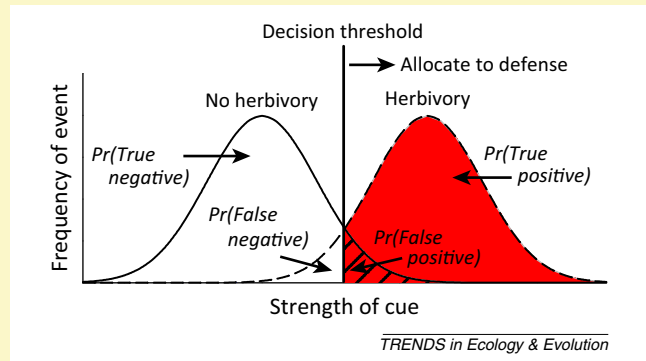 Decision threshold
Allocate to defense
No herbivory
Herbivory
Pr(True
negative)
Pr(True
positive)
Pr(False
negative)
Pr(False
positive)
Frequency of event
Strength of cue
TRENDS in Ecology & Evolution